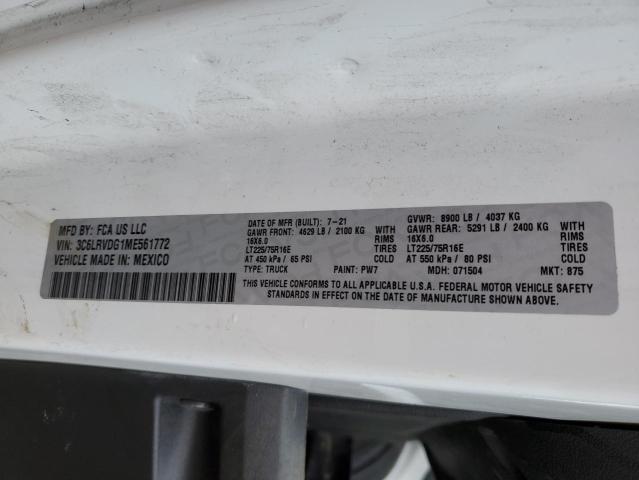 MFD BY: FCA US LLC
VIN: 3C6LRVDG1ME561772
VEHICLE MADE IN: MEXICO
DATE OF MFR (BUILT): 7-21
GAWR FRONT: 4629 LB / 2100 KG WITH
16X6.0 RIMS
LT225/75R16E TIRES
AT 450 kPa / 65 PSI COLD
TYPE: TRUCK PAINT: PW7
GVWR: 8900 LB / 4037 KG
GAWR REAR: 5291 LB / 2400 KG WITH
16X6.0 RIMS
LT225/75R16E TIRES
AT 550 kPa / 80 PSI COLD
MDH: 071504 MKT: 875
THIS VEHICLE CONFORMS TO ALL APPLICABLE U.S.A. FEDERAL MOTOR VEHICLE SAFETY
STANDARDS IN EFFECT ON THE DATE OF MANUFACTURE SHOWN ABOVE.